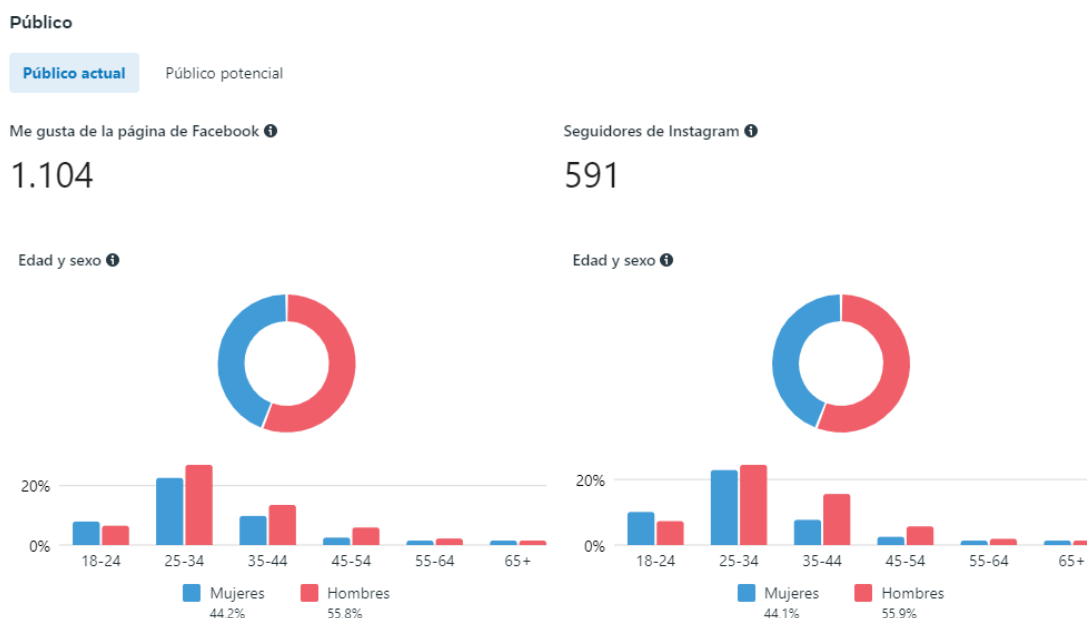 Público
Público actual Público potencial
Me gusta de la página de Facebook
1.104
Edad y sexo
20%
0%
18-24 25-34 35-44 45-54 55-64 65+
Mujeres Hombres
44.2% 55.8%
Seguidores de Instagram
591
Edad y sexo
20%
0%
18-24 25-34 35-44 45-54 55-64 65+
Mujeres Hombres
44.1% 55.9%